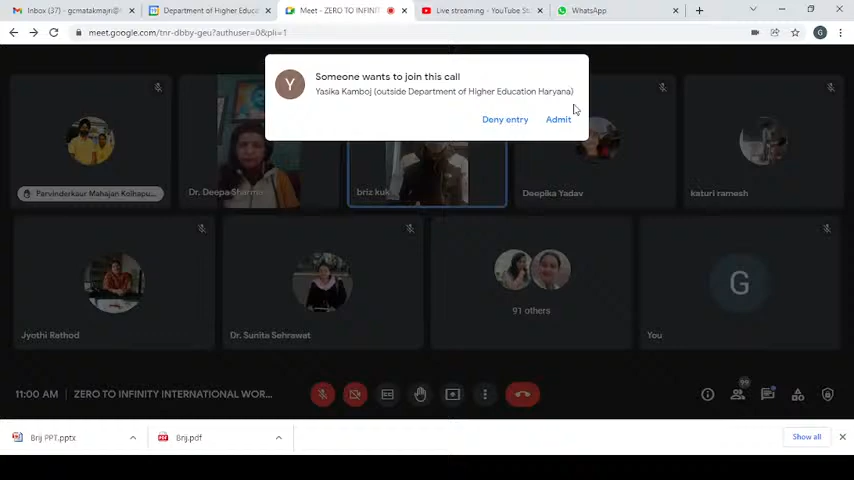 Inbox (37) - gcmatakmajri@
Department of Higher Educa
Meet - ZERO TO INFINIT
Live streaming - YouTube St
WhatsApp
meet.google.com/tnr-dbby-geu?authuser=0&pli=1
G
Y
Someone wants to join this call
Yasika Kamboj (outside Department of Higher Education Haryana)
Deny entry
Admit
Parvinderkaur Mahajan Kolhapu...
Dr, Deepa Sharma
briz kuk
Deepika Yadav
katuri ramesh
Jyothi Rathod
Dr. Sunita Sehrawat
91 others
G
You
11:00 AM | ZERO TO INFINITY INTERNATIONAL WOR...
99
Brij PPT.pptx
Brij.pdf
Show all